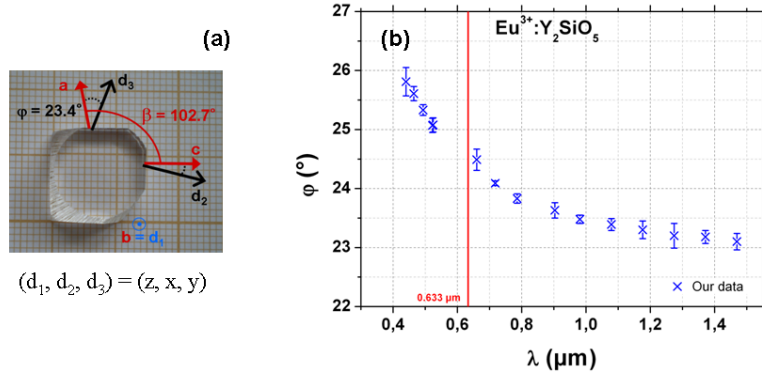 (a)
a
d₃
φ = 23.4°
β = 102.7°
c
d₂
b = d₁
(d₁, d₂, d₃) = (z, x, y)
(b)
Eu³⁺:Y₂SiO₅
27
26
25
24
23
22
φ (°)
0.633 µm
Our data
0,4 0,6 0,8 1,0 1,2 1,4
λ (µm)